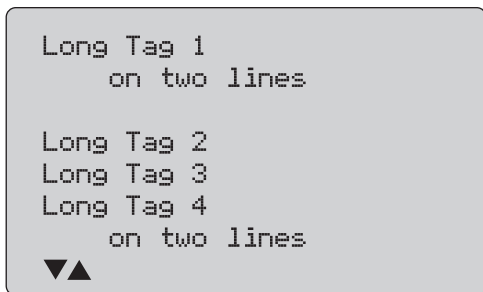 Long Tag 1
on two lines
Long Tag 2
Long Tag 3
Long Tag 4
on two lines
▼▲